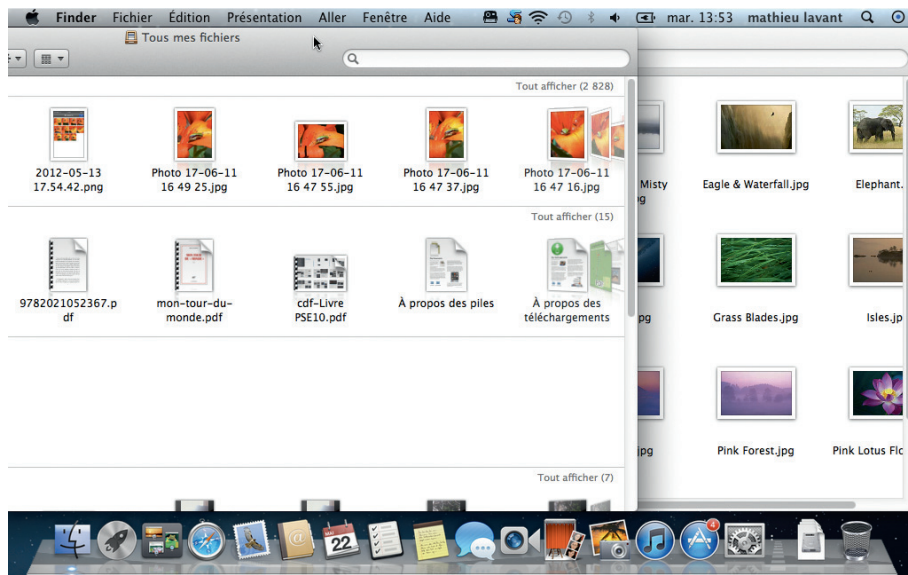 Finder Fichier Édition Présentation Aller Fenêtre Aide mar. 13:53 mathieu lavant
Tous mes fichiers
Tout afficher (2 828)
2012-05-13
17.54.42.png
Photo 17-06-11
16 49 25.jpg
Photo 17-06-11
16 47 55.jpg
Photo 17-06-11
16 47 37.jpg
Photo 17-06-11
16 47 16.jpg
Misty
ng
Eagle & Waterfall.jpg
Elephant.
Tout afficher (15)
9782021052367.p
df
mon-tour-du-
monde.pdf
cdf-Livre
PSE10.pdf
À propos des piles
À propos des
téléchargements
pg
Grass Blades.jpg
Isles.jp
jpg
Pink Forest.jpg
Pink Lotus Flo
Tout afficher (7)
22
4